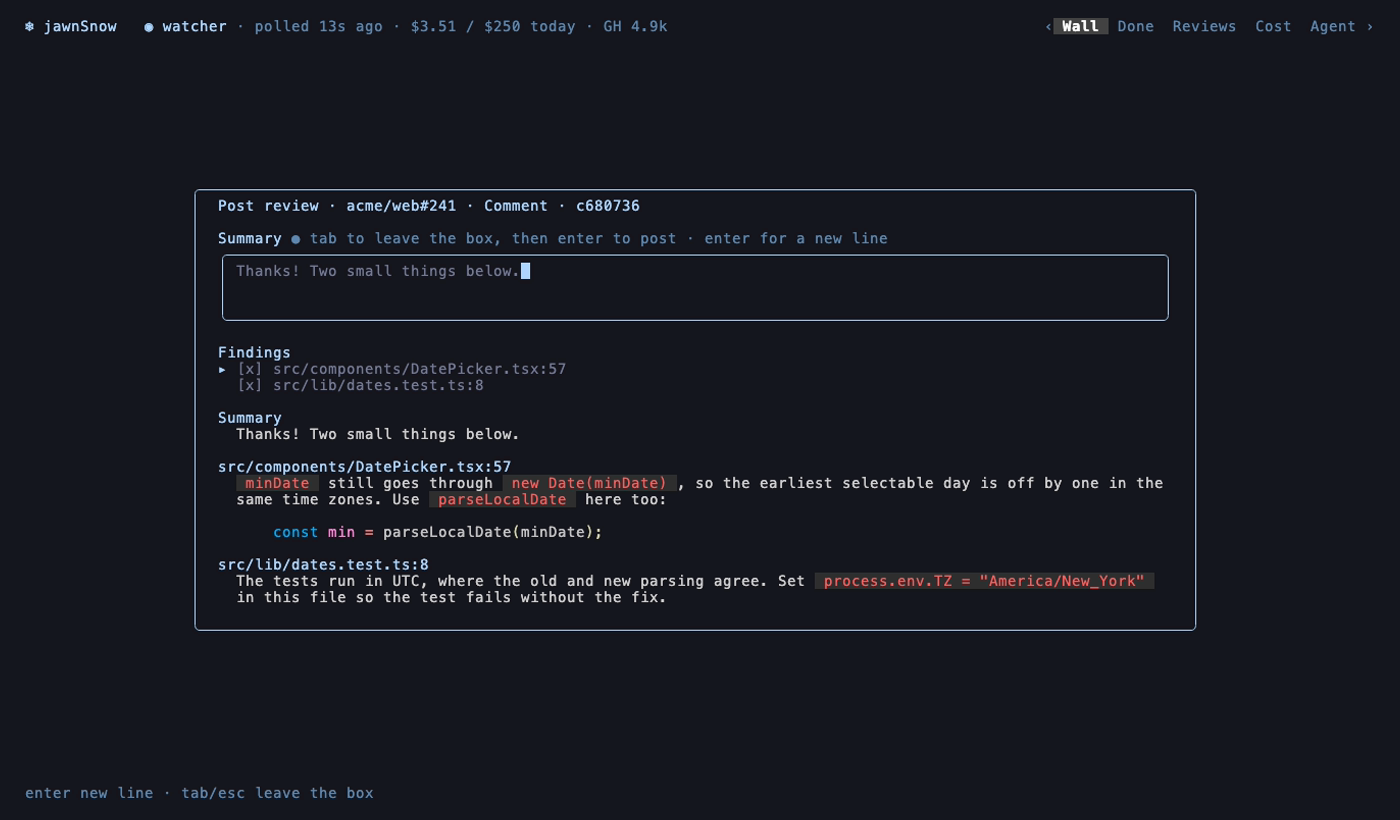 ❄ jawnSnow ◉ watcher · polled 13s ago · $3.51 / $250 today · GH 4.9k ‹ Wall Done Reviews Cost Agent ›
Post review · acme/web#241 · Comment · c680736
Summary ● tab to leave the box, then enter to post · enter for a new line
Thanks! Two small things below.
Findings
▸ [x] src/components/DatePicker.tsx:57
[x] src/lib/dates.test.ts:8
Summary
Thanks! Two small things below.
src/components/DatePicker.tsx:57
minDate still goes through new Date(minDate) , so the earliest selectable day is off by one in the
same time zones. Use parseLocalDate here too:
const min = parseLocalDate(minDate);
src/lib/dates.test.ts:8
The tests run in UTC, where the old and new parsing agree. Set process.env.TZ = "America/New_York"
in this file so the test fails without the fix.
enter new line · tab/esc leave the box